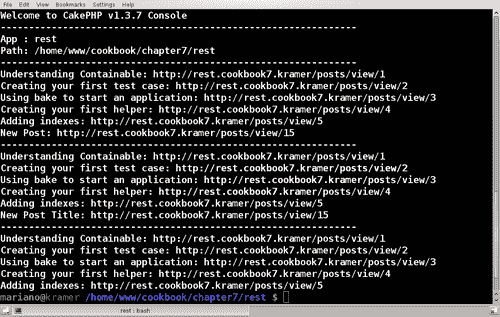 File Edit View Bookmarks Settings Help
Welcome to CakePHP v1.3.7 Console
---------------------------------------------------------------
App : rest
Path: /home/www/cookbook/chapter7/rest
---------------------------------------------------------------
Understanding Containable: http://rest.cookbook7.kramer/posts/view/1
Creating your first test case: http://rest.cookbook7.kramer/posts/view/2
Using bake to start an application: http://rest.cookbook7.kramer/posts/view/3
Creating your first helper: http://rest.cookbook7.kramer/posts/view/4
Adding indexes: http://rest.cookbook7.kramer/posts/view/5
New Post: http://rest.cookbook7.kramer/posts/view/15
---------------------------------------------------------------
Understanding Containable: http://rest.cookbook7.kramer/posts/view/1
Creating your first test case: http://rest.cookbook7.kramer/posts/view/2
Using bake to start an application: http://rest.cookbook7.kramer/posts/view/3
Creating your first helper: http://rest.cookbook7.kramer/posts/view/4
Adding indexes: http://rest.cookbook7.kramer/posts/view/5
New Post Title: http://rest.cookbook7.kramer/posts/view/15
---------------------------------------------------------------
Understanding Containable: http://rest.cookbook7.kramer/posts/view/1
Creating your first test case: http://rest.cookbook7.kramer/posts/view/2
Using bake to start an application: http://rest.cookbook7.kramer/posts/view/3
Creating your first helper: http://rest.cookbook7.kramer/posts/view/4
Adding indexes: http://rest.cookbook7.kramer/posts/view/5
mariano@kramer /home/www/cookbook/chapter7/rest $
rest : bash